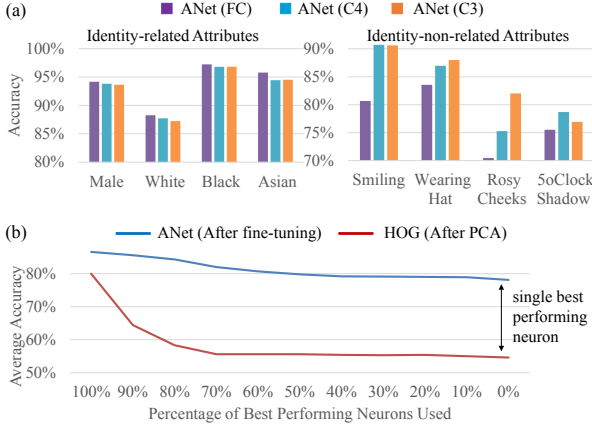 (a)
ANet (FC) ANet (C4) ANet (C3)
Identity-related Attributes
Accuracy
100%
95%
90%
85%
80%
Male White Black Asian
Identity-non-related Attributes
90%
85%
80%
75%
70%
Smiling Wearing Hat Rosy Cheeks 5oClock Shadow
(b)
ANet (After fine-tuning) HOG (After PCA)
Average Accuracy
80%
70%
60%
50%
single best
performing
neuron
100% 90% 80% 70% 60% 50% 40% 30% 20% 10% 0%
Percentage of Best Performing Neurons Used